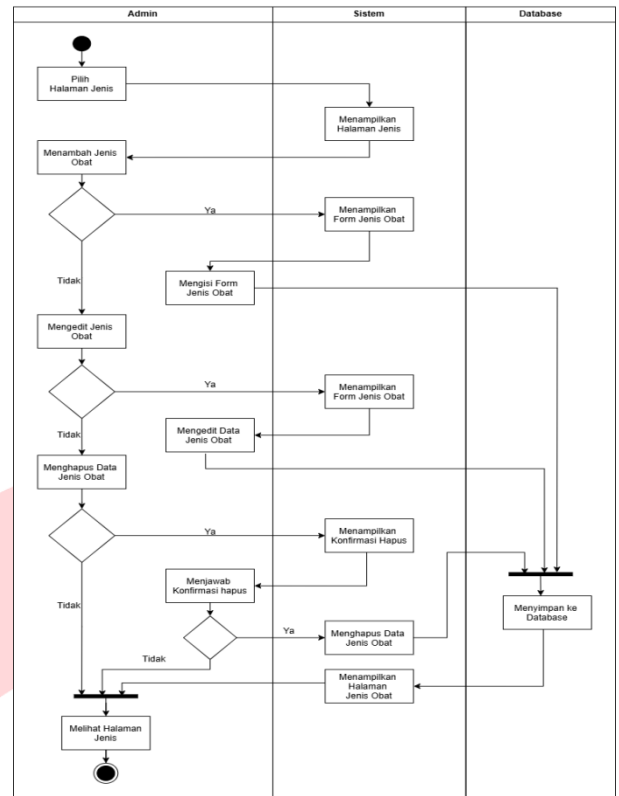 Admin
Sistem
Database
Pilih
Halaman Jenis
Menampilkan
Halaman Jenis
Menambah Jenis
Obat
Ya
Menampilkan
Form Jenis Obat
Tidak
Mengisi Form
Jenis Obat
Mengedit Jenis
Obat
Ya
Menampilkan
Form Jenis Obat
Tidak
Mengedit Data
Jenis Obat
Menghapus Data
Jenis Obat
Ya
Menampilkan
Konfirmasi Hapus
Menjawab
Konfirmasi hapus
Tidak
Ya
Menghapus Data
Jenis Obat
Menyimpan ke
Database
Tidak
Menampilkan
Halaman
Jenis Obat
Melihat Halaman
Jenis